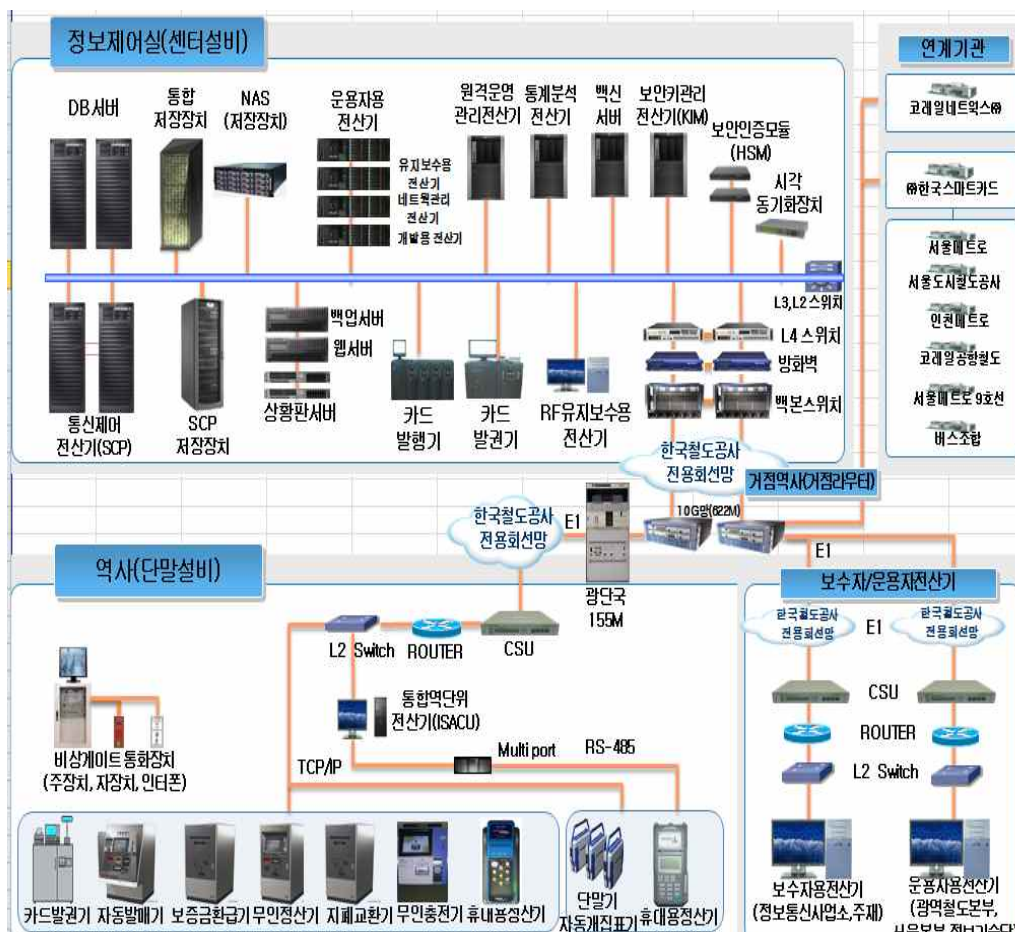 정보제어실(센터설비)
연계기관
DB서버
통합
저장장치
NAS
(저장장치)
운용자용
전산기
유지보수용
전산기
네트웍관리
전산기
개발용 전산기
원격운영
관리전산기
통계분석
전산기
백신
서버
보안키관리
전산기(KIM)
보안인증모듈
(HSM)
시각
동기화장치
L3,L2스위치
통신제어
전산기(SCP)
SCP
저장장치
백업서버
웹서버
상황판서버
카드
발행기
카드
발권기
RF유지보수용
전산기
L4스위치
방화벽
백본스위치
한국철도공사
전용회선망
거점역사(거점라우터)
10G망(622M)
코레일네트웍스㈜
㈜한국스마트카드
서울메트로
서울도시철도공사
인천메트로
코레일공항철도
서울메트로 9호선
버스조합
한국철도공사
전용회선망
E1
광단국
155M
E1
역사(단말설비)
L2 Switch
ROUTER
CSU
통합역단위
전산기(ISACU)
Multi port
RS-485
TCP/IP
비상게이트통화장치
(주장치, 자장치, 인터폰)
카드발권기
자동발매기
보증금환급기
무인정산기
지폐교환기
무인충전기
휴대용정산기
단말기
자동개집표기
휴대용정산기
보수자/운용자전산기
한국철도공사
전용회선망
E1
한국철도공사
전용회선망
CSU
ROUTER
L2 Switch
보수자용전산기
(정보통신사업소,주재)
운용사용전산기
(광역철도본부,